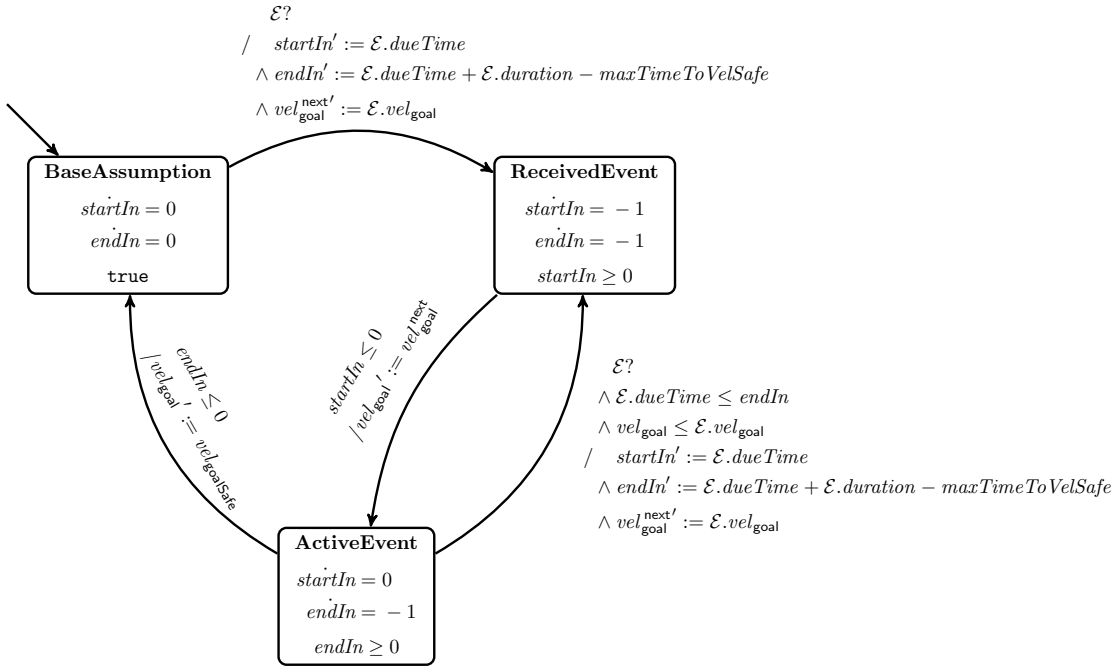 ℰ?
/ startIn′ := ℰ.dueTime
∧ endIn′ := ℰ.dueTime + ℰ.duration − maxTimeToVelSafe
∧ vel_goal^next′ := ℰ.vel_goal
BaseAssumption
startIṅ = 0
endIṅ = 0
true
ReceivedEvent
startIṅ = −1
endIṅ = −1
startIn ≥ 0
endIn ≤ 0
/vel_goal′ := vel_goalSafe
startIn ≤ 0
/vel_goal′ := vel_goal^next
ℰ?
∧ ℰ.dueTime ≤ endIn
∧ vel_goal ≤ ℰ.vel_goal
/ startIn′ := ℰ.dueTime
∧ endIn′ := ℰ.dueTime + ℰ.duration − maxTimeToVelSafe
∧ vel_goal^next′ := ℰ.vel_goal
ActiveEvent
startIṅ = 0
endIṅ = −1
endIn ≥ 0